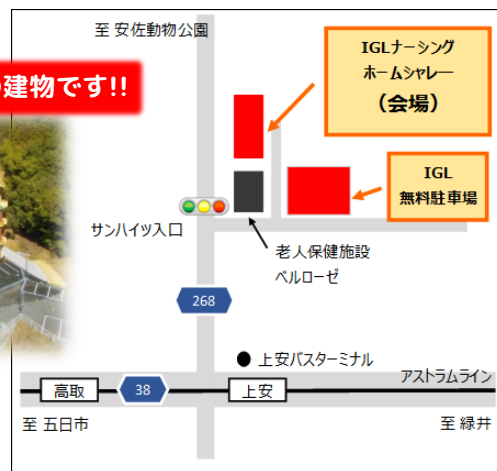 至 安佐動物公園
IGLナーシング
ホームシャレー
（会場）
建物です!!
IGL
無料駐車場
サンハイツ入口
老人保健施設
ベルローゼ
268
上安バスターミナル
アストラムライン
高取
38
上安
至 五日市
至 緑井